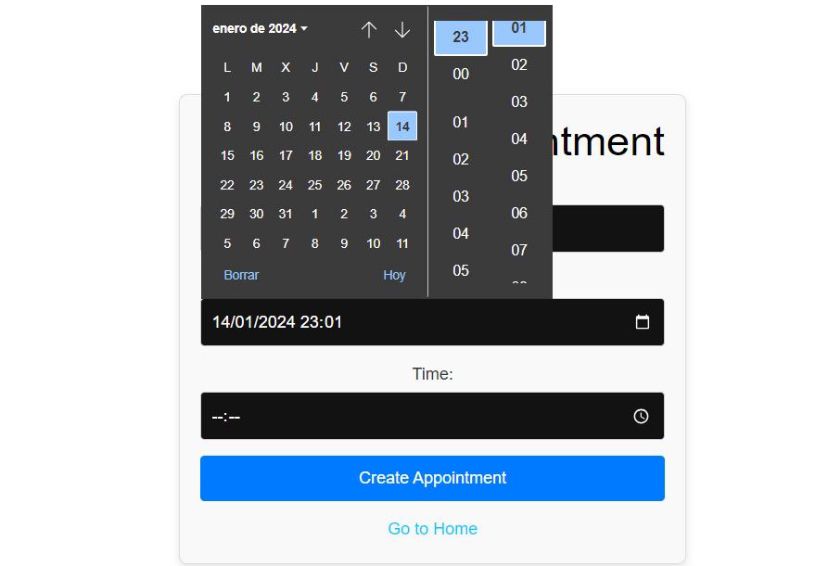 enero de 2024
L M X J V S D
1 2 3 4 5 6 7
8 9 10 11 12 13 14
15 16 17 18 19 20 21
22 23 24 25 26 27 28
29 30 31 1 2 3 4
5 6 7 8 9 10 11
Borrar Hoy
23 01
00 02
03
01 04
02 05
03 06
04 07
05
ntment
14/01/2024 23:01
Time:
--:--
Create Appointment
Go to Home